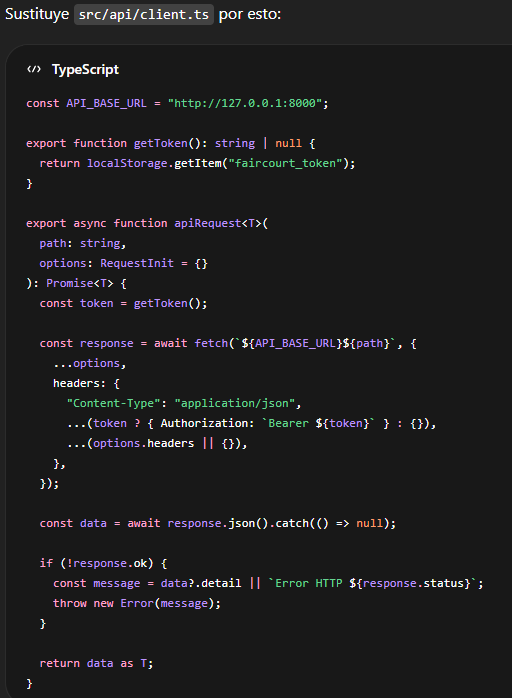 Sustituye src/api/client.ts por esto:
</> TypeScript
const API_BASE_URL = "http://127.0.0.1:8000";
export function getToken(): string | null {
  return localStorage.getItem("faircourt_token");
}
export async function apiRequest<T>(
  path: string,
  options: RequestInit = {}
): Promise<T> {
  const token = getToken();
  const response = await fetch(`${API_BASE_URL}${path}`, {
    ...options,
    headers: {
      "Content-Type": "application/json",
      ...(token ? { Authorization: `Bearer ${token}` } : {}),
      ...(options.headers || {}),
    },
  });
  const data = await response.json().catch(() => null);
  if (!response.ok) {
    const message = data?.detail || `Error HTTP ${response.status}`;
    throw new Error(message);
  }
  return data as T;
}